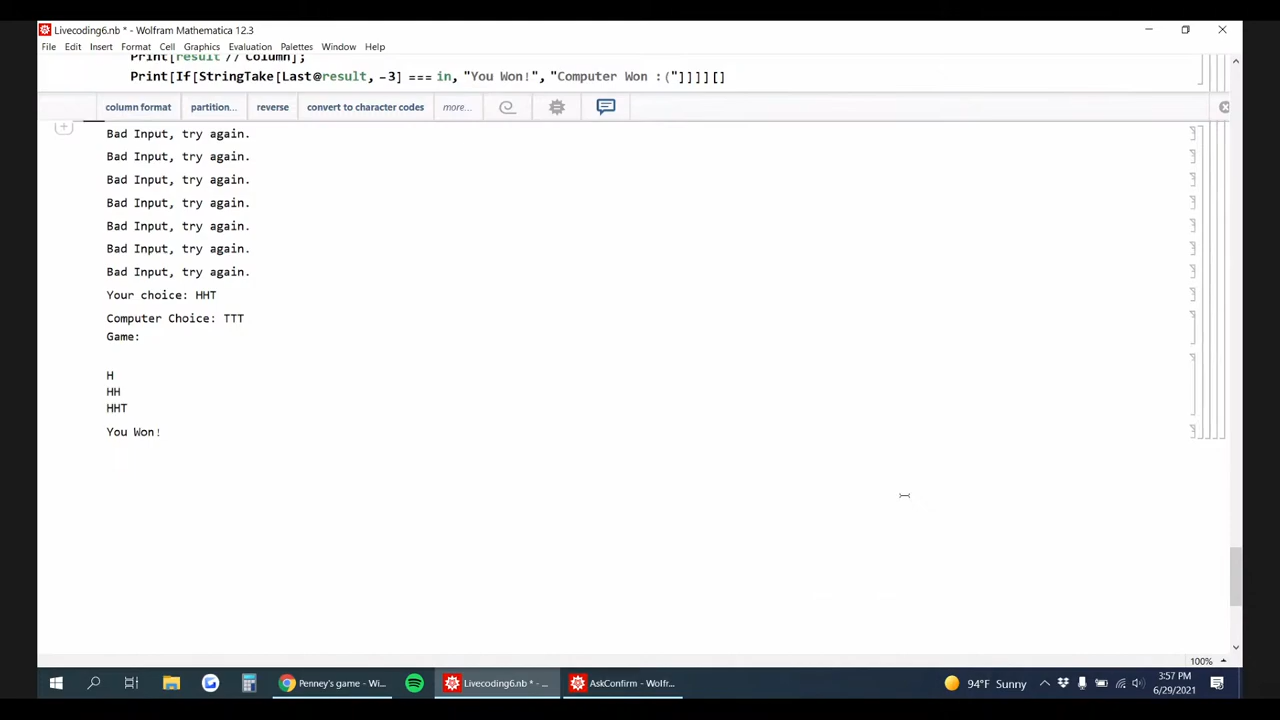 Livecoding6.nb * - Wolfram Mathematica 12.3
File Edit Insert Format Cell Graphics Evaluation Palettes Window Help
Print[result // Column];
Print[If[StringTake[Last@result, -3] === in, "You Won!", "Computer Won :("]]]][]
column format partition... reverse convert to character codes more...
Bad Input, try again.
Bad Input, try again.
Bad Input, try again.
Bad Input, try again.
Bad Input, try again.
Bad Input, try again.
Bad Input, try again.
Your choice: HHT
Computer Choice: TTT
Game:
H
HH
HHT
You Won!
100%
Penney's game - Wi... Livecoding6.nb * - ... AskConfirm - Wolfr... 94°F Sunny 3:57 PM
6/29/2021